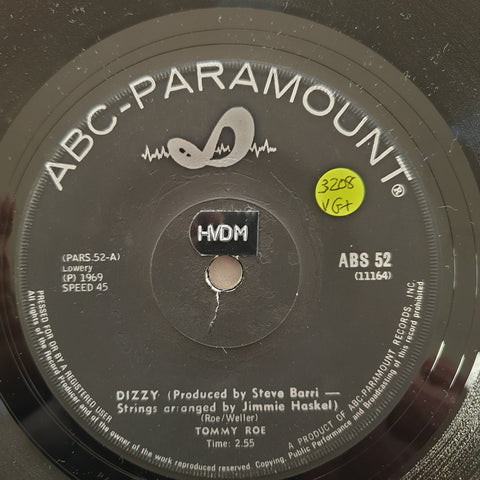 ABC-PARAMOUNT®
3208
VG+
HVDM
(PARS.52-A)
Lowery
(P) 1969
SPEED 45
ABS 52
(11164)
DIZZY (Produced by Steve Barri —
Strings arranged by Jimmie Haskel)
(Roe/Weller)
TOMMY ROE
Time: 2.55
PRESSED FOR OR BY A REGISTERED USER
A PRODUCT OF ABC-PARAMOUNT RECORDS, INC.
All rights of the Record Producer and of the owner of the work reproduced reserved. Copying, Public Performance and Broadcasting of this record prohibited